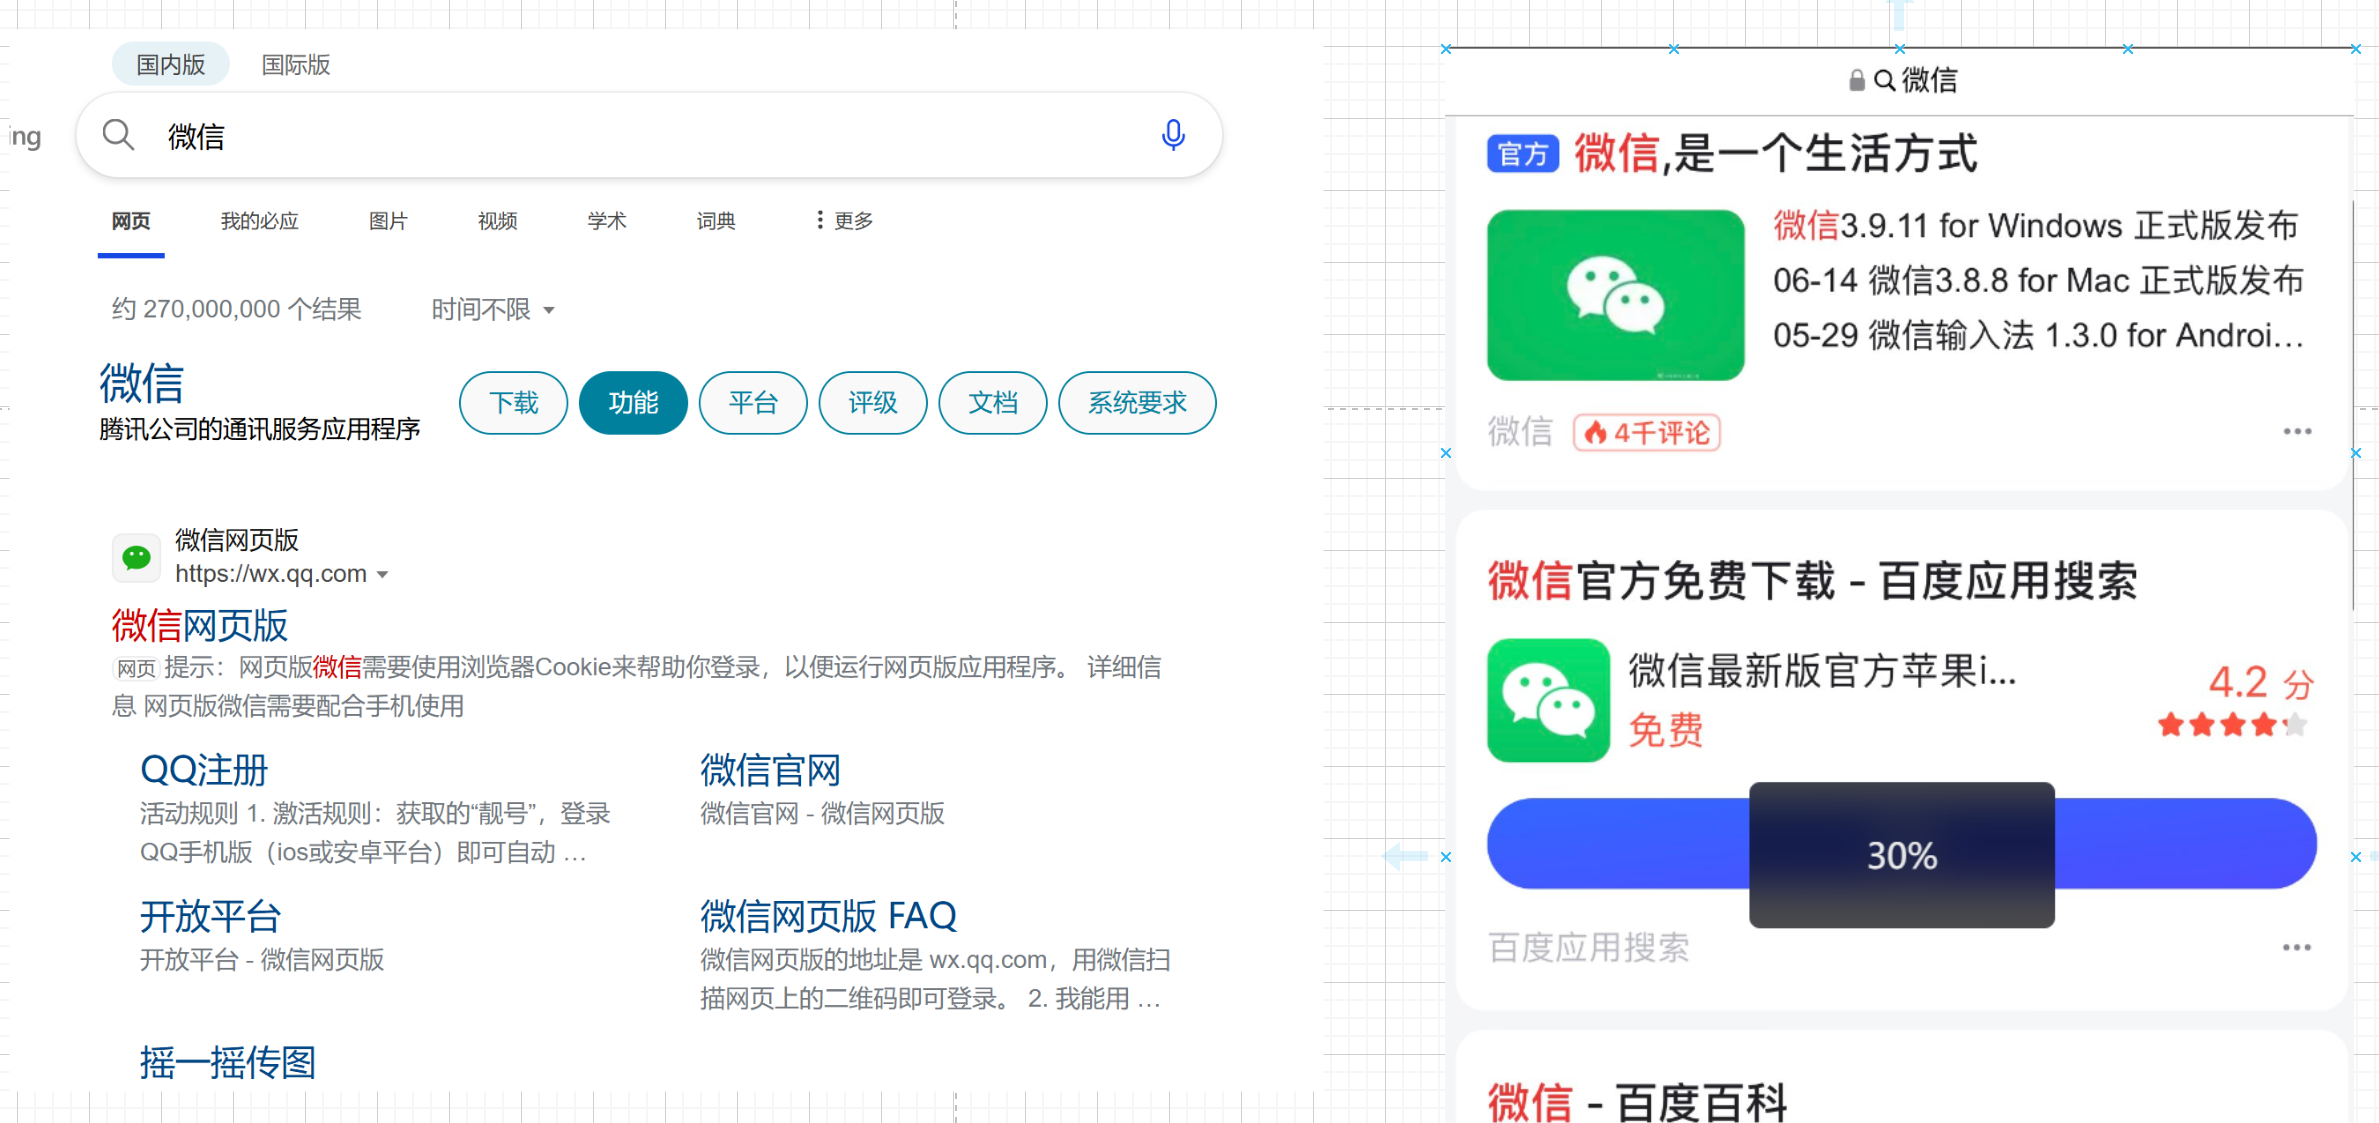 国内版 国际版
ing
微信
网页 我的必应 图片 视频 学术 词典 更多
约 270,000,000 个结果 时间不限
微信
腾讯公司的通讯服务应用程序
下载 功能 平台 评级 文档 系统要求
微信网页版
https://wx.qq.com
微信网页版
网页 提示：网页版微信需要使用浏览器Cookie来帮助你登录，以便运行网页版应用程序。 详细信
息 网页版微信需要配合手机使用
QQ注册
活动规则 1. 激活规则：获取的“靓号”，登录
QQ手机版（ios或安卓平台）即可自动 …
微信官网
微信官网 - 微信网页版
开放平台
开放平台 - 微信网页版
微信网页版 FAQ
微信网页版的地址是 wx.qq.com，用微信扫
描网页上的二维码即可登录。 2. 我能用 …
摇一摇传图
微信
官方 微信,是一个生活方式
微信3.9.11 for Windows 正式版发布
06-14 微信3.8.8 for Mac 正式版发布
05-29 微信输入法 1.3.0 for Androi...
微信 4千评论
微信官方免费下载 - 百度应用搜索
微信最新版官方苹果i...
免费
4.2 分
30%
百度应用搜索
微信 - 百度百科